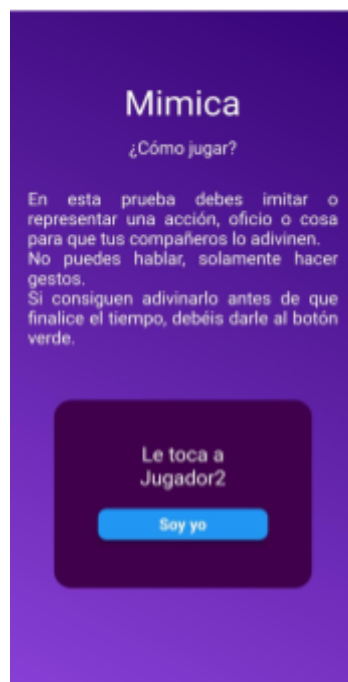 Mimica
¿Cómo jugar?
En esta prueba debes imitar o
representar una acción, oficio o cosa
para que tus compañeros lo adivinen.
No puedes hablar, solamente hacer
gestos.
Si consiguen adivinarlo antes de que
finalice el tiempo, debéis darle al botón
verde.
Le toca a
Jugador2
Soy yo